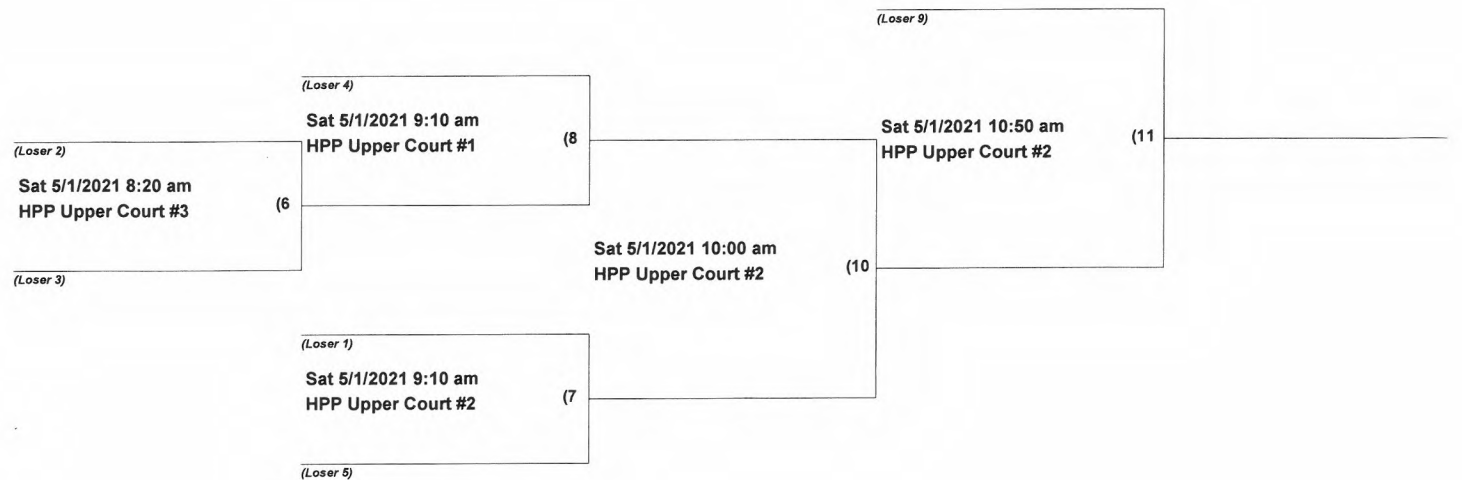 (Loser 9)
(Loser 4)
Sat 5/1/2021 9:10 am
HPP Upper Court #1
(8
Sat 5/1/2021 10:50 am
HPP Upper Court #2
(11
(Loser 2)
Sat 5/1/2021 8:20 am
HPP Upper Court #3
(6
Sat 5/1/2021 10:00 am
HPP Upper Court #2
(10
(Loser 3)
(Loser 1)
Sat 5/1/2021 9:10 am
HPP Upper Court #2
(7
(Loser 5)